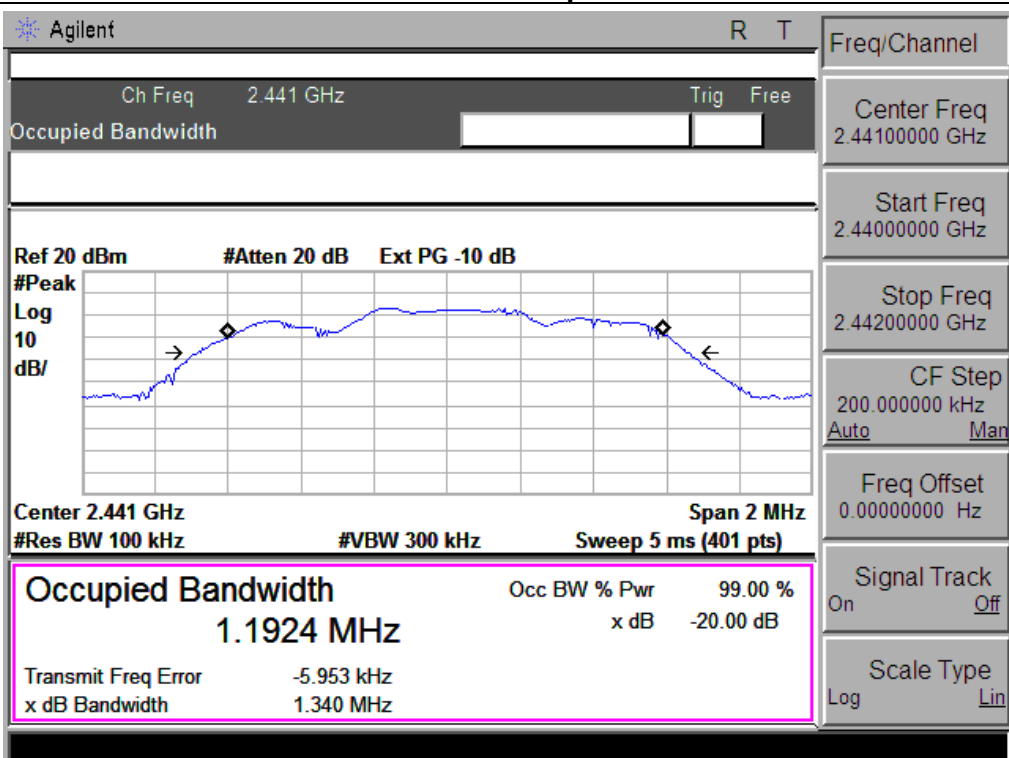 Agilent R T
Ch Freq 2.441 GHz Trig Free
Occupied Bandwidth
Ref 20 dBm #Atten 20 dB Ext PG -10 dB
#Peak
Log
10
dB/
Center 2.441 GHz Span 2 MHz
#Res BW 100 kHz #VBW 300 kHz Sweep 5 ms (401 pts)
Occupied Bandwidth Occ BW % Pwr 99.00 %
1.1924 MHz x dB -20.00 dB
Transmit Freq Error -5.953 kHz
x dB Bandwidth 1.340 MHz
Freq/Channel
Center Freq
2.44100000 GHz
Start Freq
2.44000000 GHz
Stop Freq
2.44200000 GHz
CF Step
200.000000 kHz
Auto Man
Freq Offset
0.00000000 Hz
Signal Track
On Off
Scale Type
Log Lin